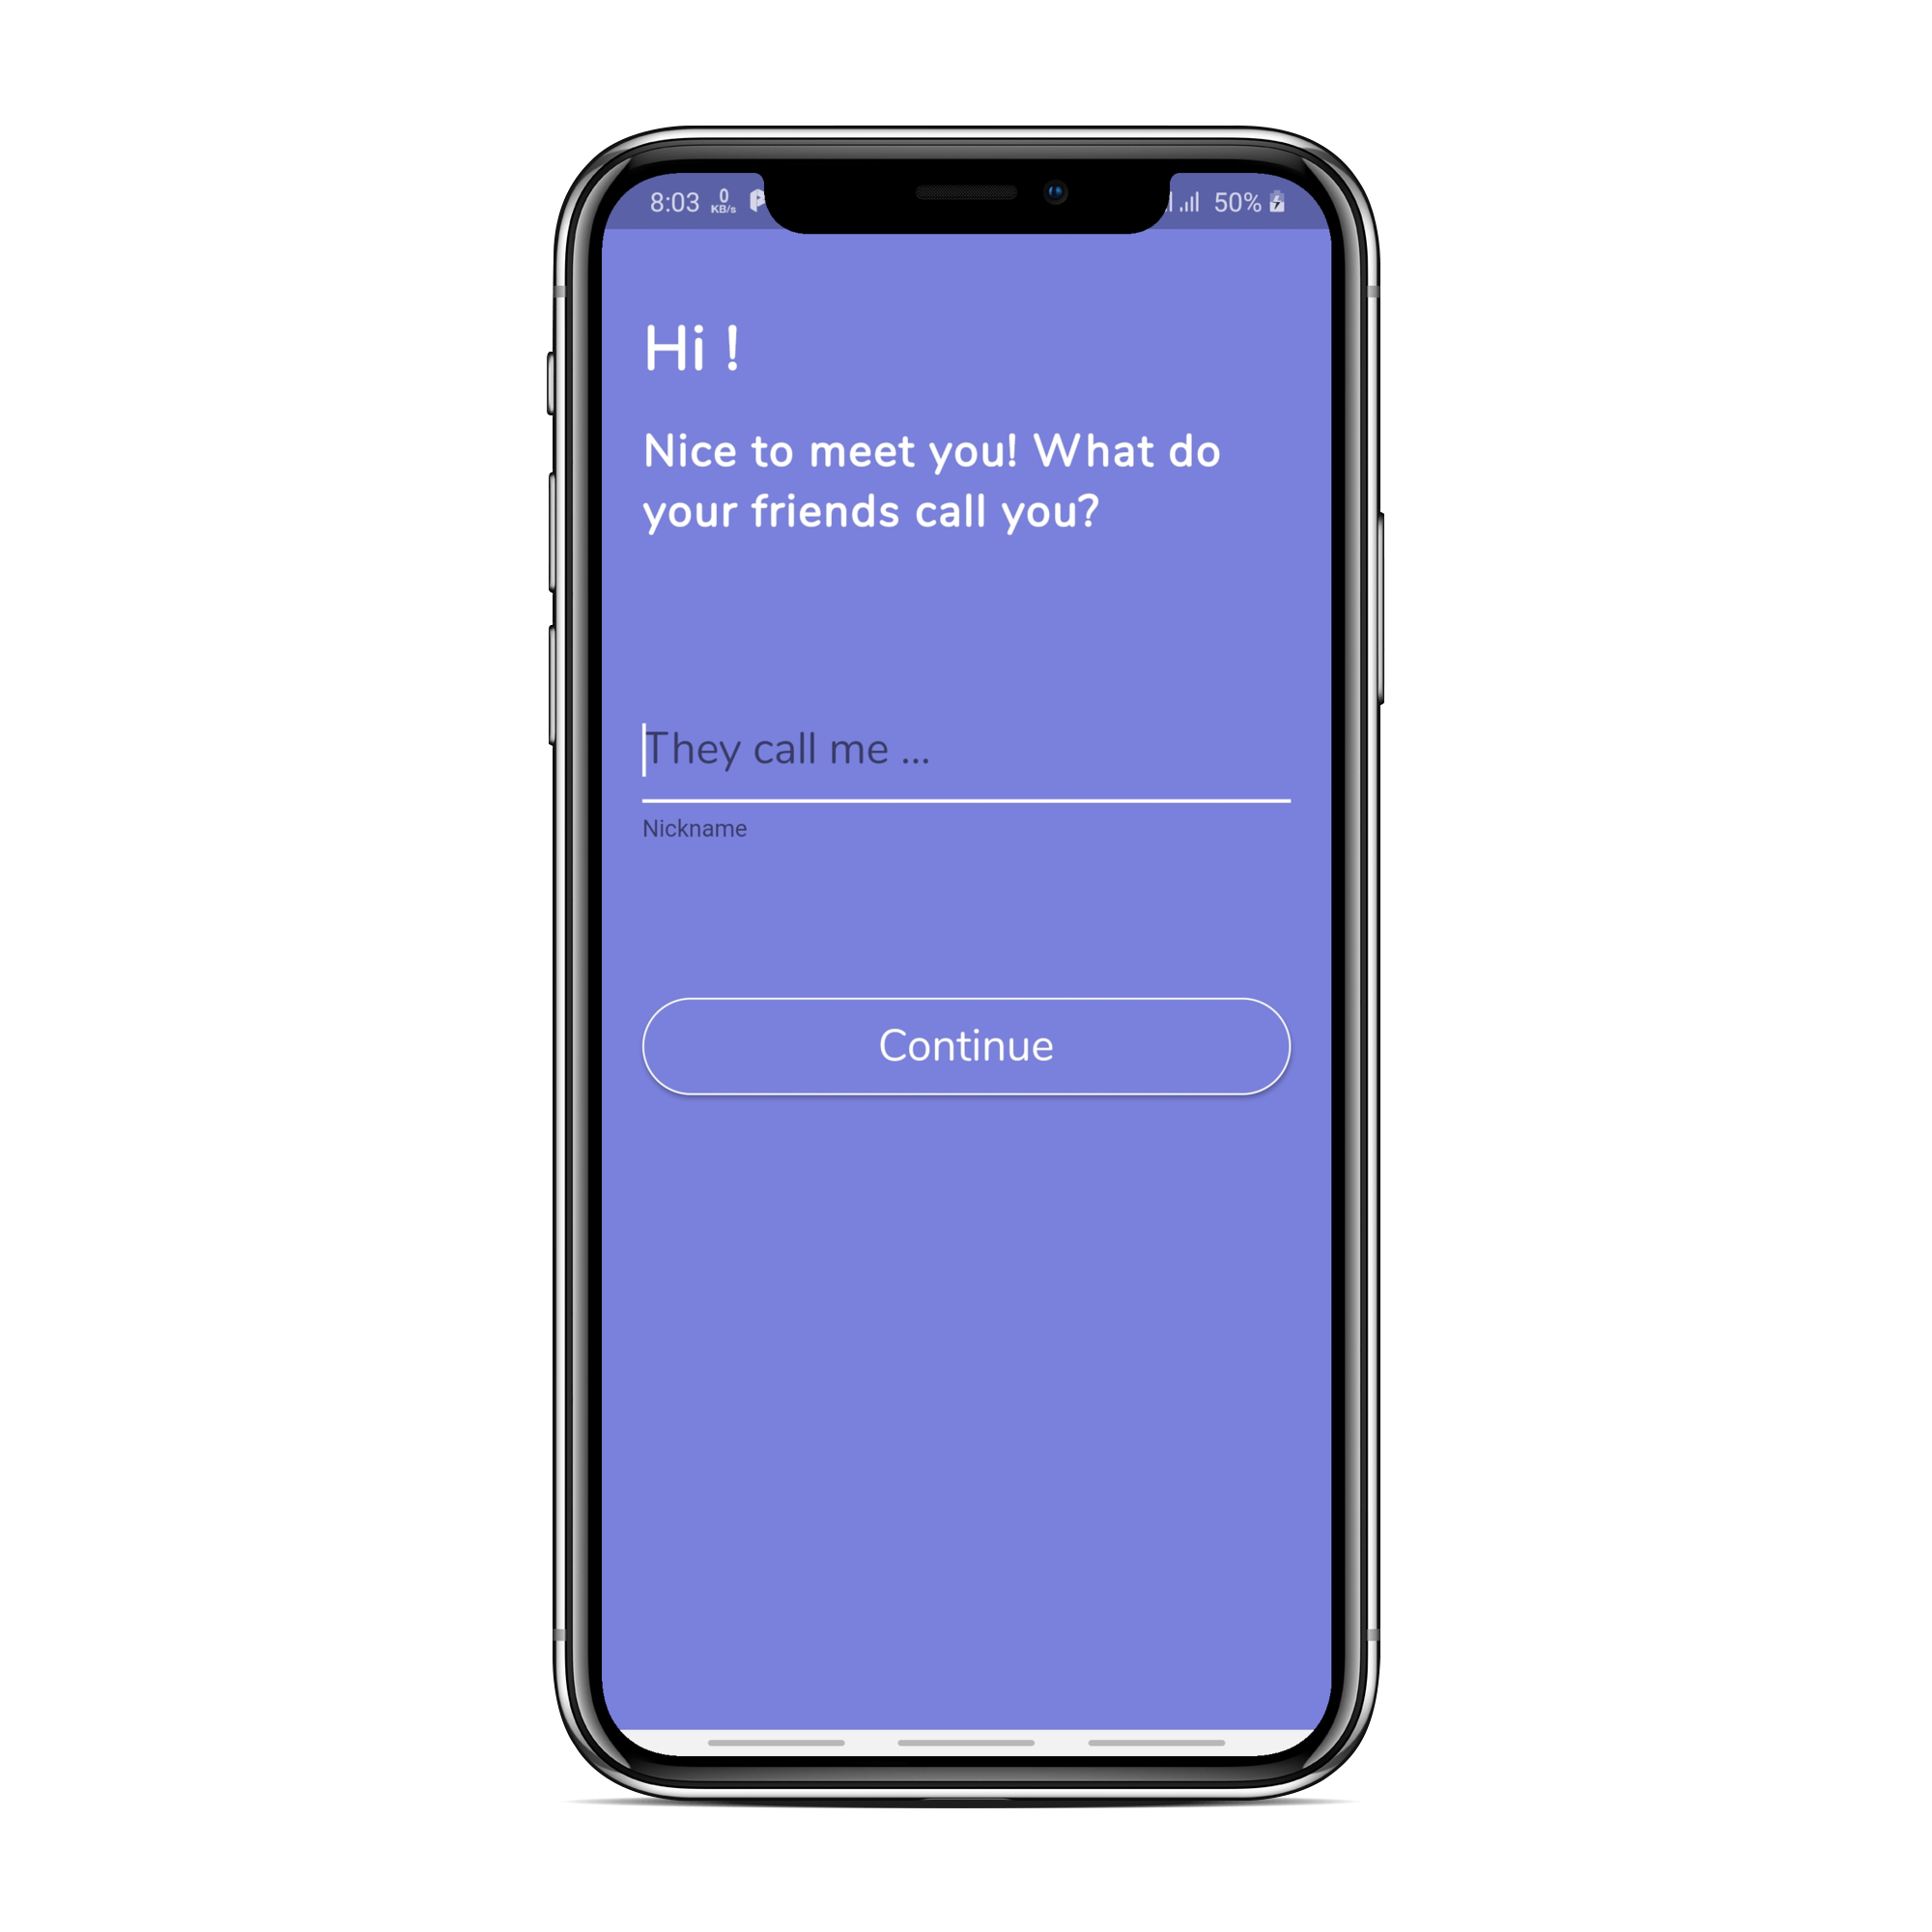 8:03 0 KB/s 50%
Hi !
Nice to meet you! What do
your friends call you?
They call me ...
Nickname
Continue